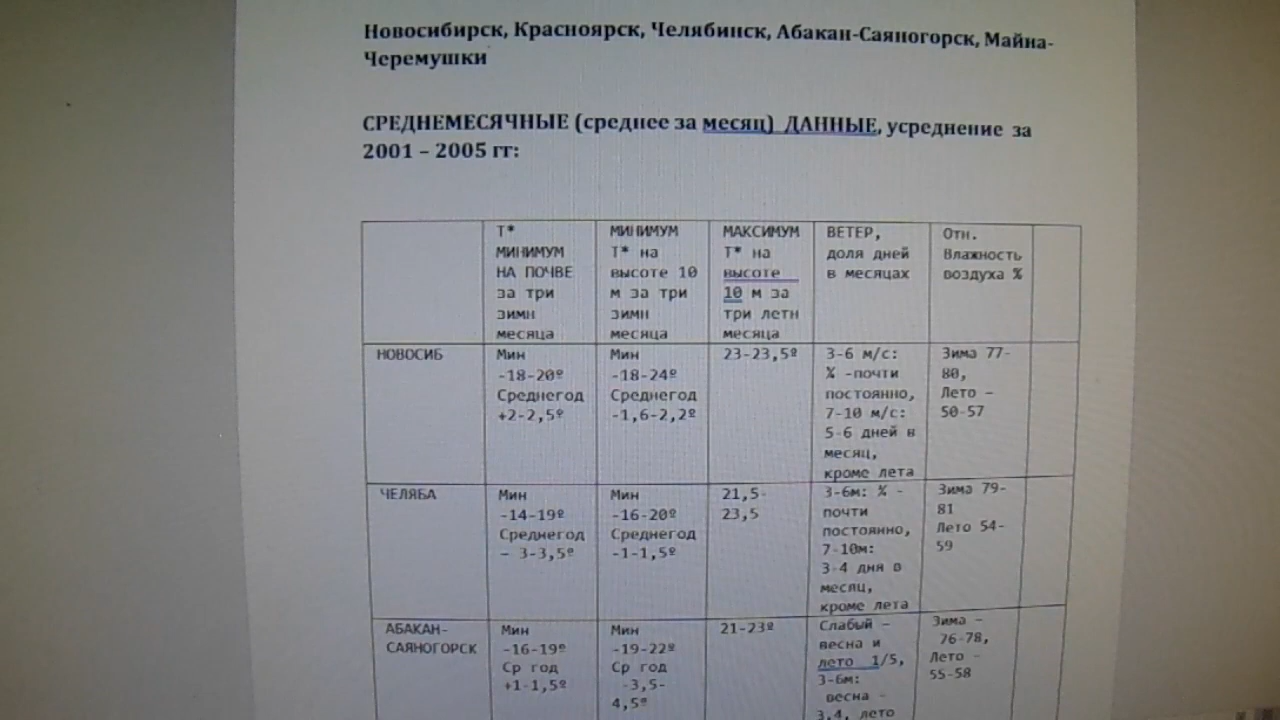 Новосибирск, Красноярск, Челябинск, Абакан-Саяногорск, Майна-
Черемушки
СРЕДНЕМЕСЯЧНЫЕ (среднее за месяц) ДАННЫЕ, усреднение за
2001 – 2005 гг:
Т*
МИНИМУМ
НА ПОЧВЕ
за три
зимн
месяца
МИНИМУМ
Т* на
высоте 10
м за три
зимн
месяца
МАКСИМУМ
Т* на
высоте
10 м за
три летн
месяца
ВЕТЕР,
доля дней
в месяцах
Отн.
Влажность
воздуха %
НОВОСИБ
Мин
-18-20º
Среднегод
+2-2,5º
Мин
-18-24º
Среднегод
-1,6-2,2º
23-23,5º
3-6 м/с:
% -почти
постоянно,
7-10 м/с:
5-6 дней в
месяц,
кроме лета
Зима 77-
80,
Лето –
50-57
ЧЕЛЯБА
Мин
-14-19º
Среднегод
– 3-3,5º
Мин
-16-20º
Среднегод
-1-1,5º
21,5-
23,5
3-6м: % -
почти
постоянно,
7-10м:
3-4 дня в
месяц,
кроме лета
Зима 79-
81
Лето 54-
59
АБАКАН-
САЯНОГОРСК
Мин
-16-19º
Ср год
+1-1,5º
Мин
-19-22º
Ср год
-3,5-
4,5º
21-23º
Слабый –
весна и
лето 1/5,
3-6м:
весна -
3,4, лето
Зима –
76-78,
Лето –
55-58